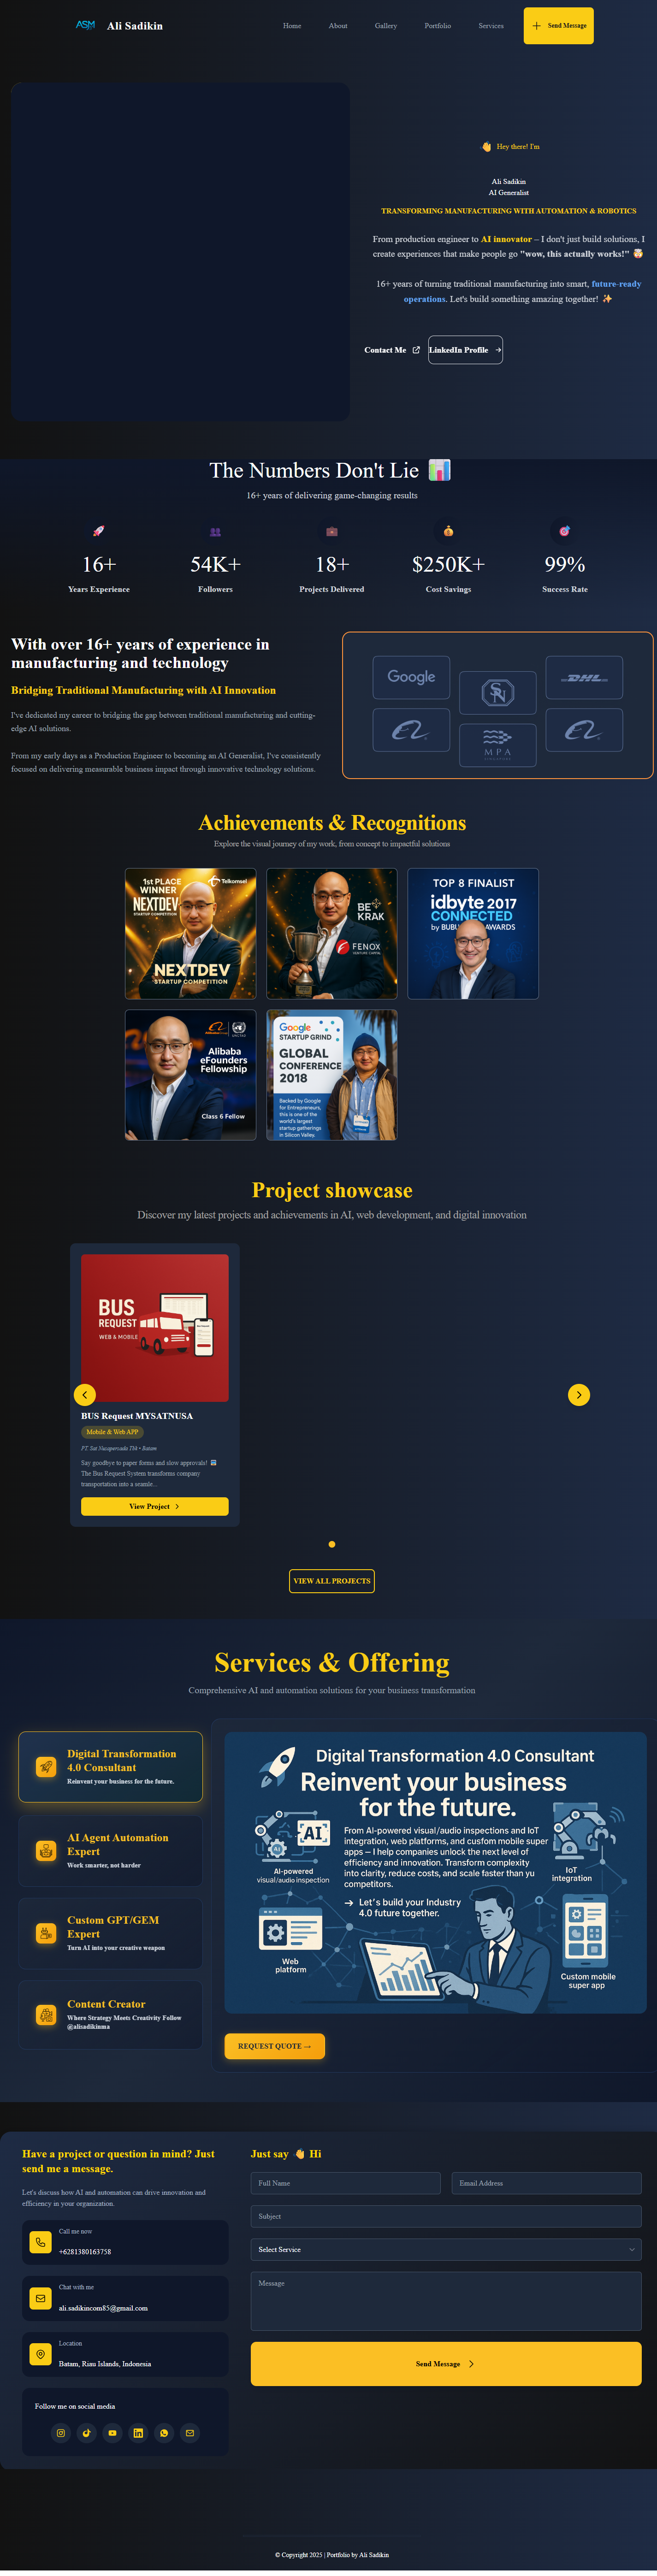 ASM
Ali Sadikin
Home
About
Gallery
Portfolio
Services
Send Message
👋 Hey there! I'm
Ali Sadikin
AI Generalist
TRANSFORMING MANUFACTURING WITH AUTOMATION & ROBOTICS
From production engineer to AI innovator – I don't just build solutions, I
create experiences that make people go "wow, this actually works!" 🤯
16+ years of turning traditional manufacturing into smart, future-ready
operations. Let's build something amazing together! ✨
Contact Me
LinkedIn Profile
The Numbers Don't Lie 📊
16+ years of delivering game-changing results
16+
Years Experience
54K+
Followers
18+
Projects Delivered
$250K+
Cost Savings
99%
Success Rate
With over 16+ years of experience in
manufacturing and technology
Bridging Traditional Manufacturing with AI Innovation
I've dedicated my career to bridging the gap between traditional manufacturing and cutting-
edge AI solutions.
From my early days as a Production Engineer to becoming an AI Generalist, I've consistently
focused on delivering measurable business impact through innovative technology solutions.
Google
SN
DHL
MPA
Achievements & Recognitions
Explore the visual journey of my work, from concept to impactful solutions
1st PLACE
WINNER
NEXTDEV
STARTUP COMPETITION
Telkomsel
NEXTDEV
STARTUP COMPETITION
BE
KRAK
FENOX
VENTURE CAPITAL
TOP 8 FINALIST
idbyte 2017
CONNECTED
by BUBU AWARDS
Alibaba
eFounders
Fellowship
Class 6 Fellow
Google
STARTUP GRIND
GLOBAL
CONFERENCE
2018
Backed by Google
for Entrepreneurs,
this is one of the
world's largest
startup gatherings
in Silicon Valley.
Project showcase
Discover my latest projects and achievements in AI, web development, and digital innovation
BUS
REQUEST
WEB & MOBILE
BUS Request MYSATNUSA
Mobile & Web APP
PT. Sat Nusapersada Tbk • Batam
Say goodbye to paper forms and slow approvals! 🚍
The Bus Request System transforms company
transportation into a seamle...
View Project
VIEW ALL PROJECTS
Services & Offering
Comprehensive AI and automation solutions for your business transformation
Digital Transformation
4.0 Consultant
Reinvent your business for the future.
AI Agent Automation
Expert
Work smarter, not harder
Custom GPT/GEM
Expert
Turn AI into your creative weapon
Content Creator
Where Strategy Meets Creativity Follow
@alisadikinma
Digital Transformation 4.0 Consultant
Reinvent your business
for the future.
From AI-powered visual/audio inspections and IoT
integration, web platforms, and custom mobile super
apps — I help companies unlock the next level of
efficiency and innovation. Transform complexity
into clarity, reduce costs, and scale faster than yu
competitors.
→ Let's build your Industry
4.0 future together.
AI
AI
AI-powered
visual/audio inspection
IoT
integration
Web
platform
Custom mobile
super app
REQUEST QUOTE →
Have a project or question in mind? Just
send me a message.
Let's discuss how AI and automation can drive innovation and
efficiency in your organization.
Call me now
+6281380163758
Chat with me
ali.sadikincom85@gmail.com
Location
Batam, Riau Islands, Indonesia
Follow me on social media
Just say 👋 Hi
Full Name
Email Address
Subject
Select Service
Message
Send Message
© Copyright 2025 | Portfolio by Ali Sadikin